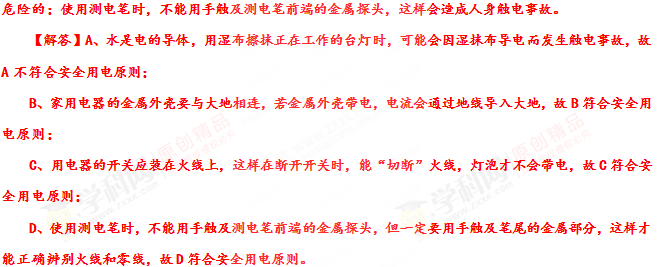 危险的；使用测电笔时，不能用手触及测电笔前端的金属探头，这样会造成人身触电事故。
【解答】A、水是电的导体，用湿布擦抹正在工作的台灯时，可能会因湿抹布导电而发生触电事故，故
A 不符合安全用电原则；
B、家用电器的金属外壳要与大地相连，若金属外壳带电，电流会通过地线导入大地，故 B 符合安全用
电原则；
C、用电器的开关应装在火线上，这样在断开开关时，能“切断”火线，灯泡才不会带电，故 C 符合安
全用电原则；
D、使用测电笔时，不能用手触及测电笔前端的金属探头，但一定要用手触及笔尾的金属部分，这样才
能正确辨别火线和零线，故 D 符合安全用电原则。